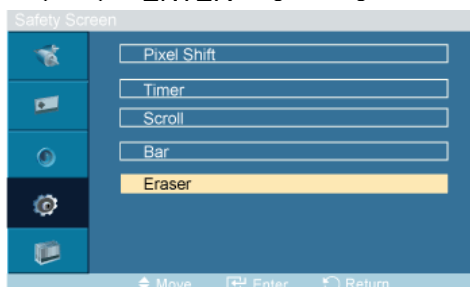 Safety Screen
Pixel Shift
Timer
Scroll
Bar
Eraser
Move Enter Return